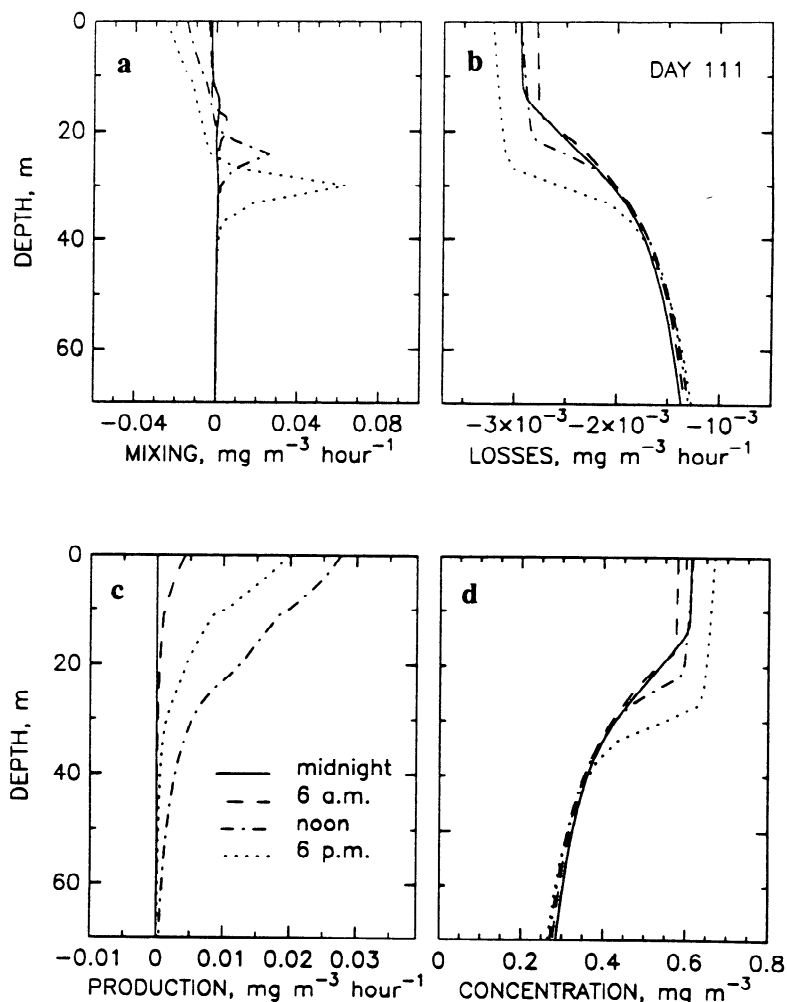 a
b
DAY 111
0
20
40
60
DEPTH, m
−0.04 0 0.04 0.08
MIXING, mg m⁻³ hour⁻¹
−3×10⁻³ −2×10⁻³ −10⁻³
LOSSES, mg m⁻³ hour⁻¹
c
d
0
20
40
60
DEPTH, m
midnight
6 a.m.
noon
6 p.m.
−0.01 0 0.01 0.02 0.03
PRODUCTION, mg m⁻³ hour⁻¹
0 0.2 0.4 0.6 0.8
CONCENTRATION, mg m⁻³